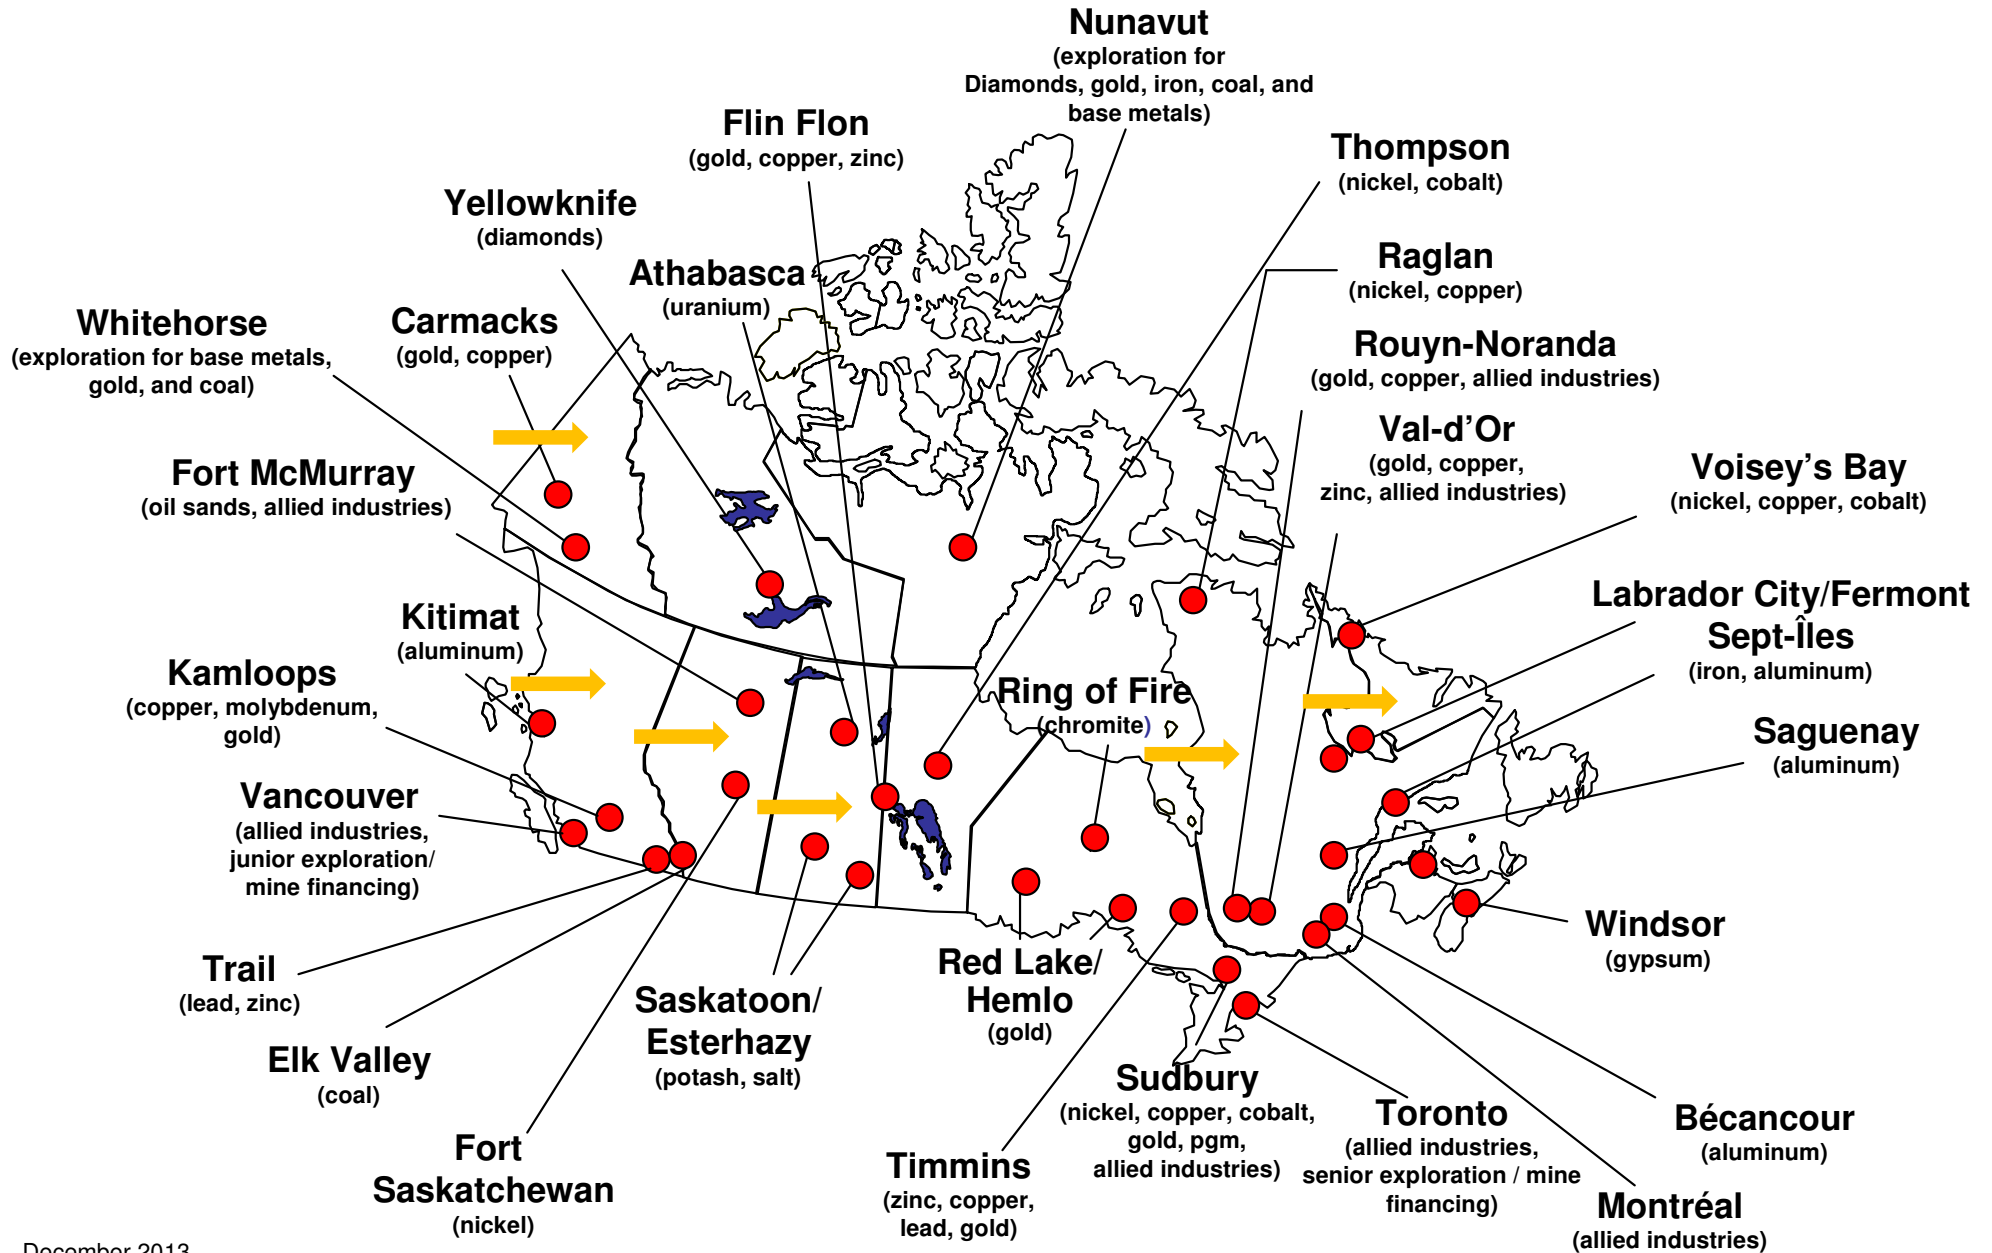 Nunavut
(exploration for
Diamonds, gold, iron, coal, and
base metals)
Flin Flon
(gold, copper, zinc)
Thompson
(nickel, cobalt)
Yellowknife
(diamonds)
Athabasca
(uranium)
Raglan
(nickel, copper)
Whitehorse
(exploration for base metals,
gold, and coal)
Carmacks
(gold, copper)
Rouyn-Noranda
(gold, copper, allied industries)
Val-d’Or
(gold, copper,
zinc, allied industries)
Fort McMurray
(oil sands, allied industries)
Voisey’s Bay
(nickel, copper, cobalt)
Labrador City/Fermont
Sept-Îles
(iron, aluminum)
Kitimat
(aluminum)
Kamloops
(copper, molybdenum,
gold)
Ring of Fire
(chromite)
Saguenay
(aluminum)
Vancouver
(allied industries,
junior exploration/
mine financing)
Windsor
(gypsum)
Trail
(lead, zinc)
Red Lake/
Hemlo
(gold)
Saskatoon/
Esterhazy
(potash, salt)
Elk Valley
(coal)
Sudbury
(nickel, copper, cobalt,
gold, pgm,
allied industries)
Toronto
(allied industries,
senior exploration / mine
financing)
Bécancour
(aluminum)
Fort
Saskatchewan
(nickel)
Timmins
(zinc, copper,
lead, gold)
Montréal
(allied industries)
December 2013